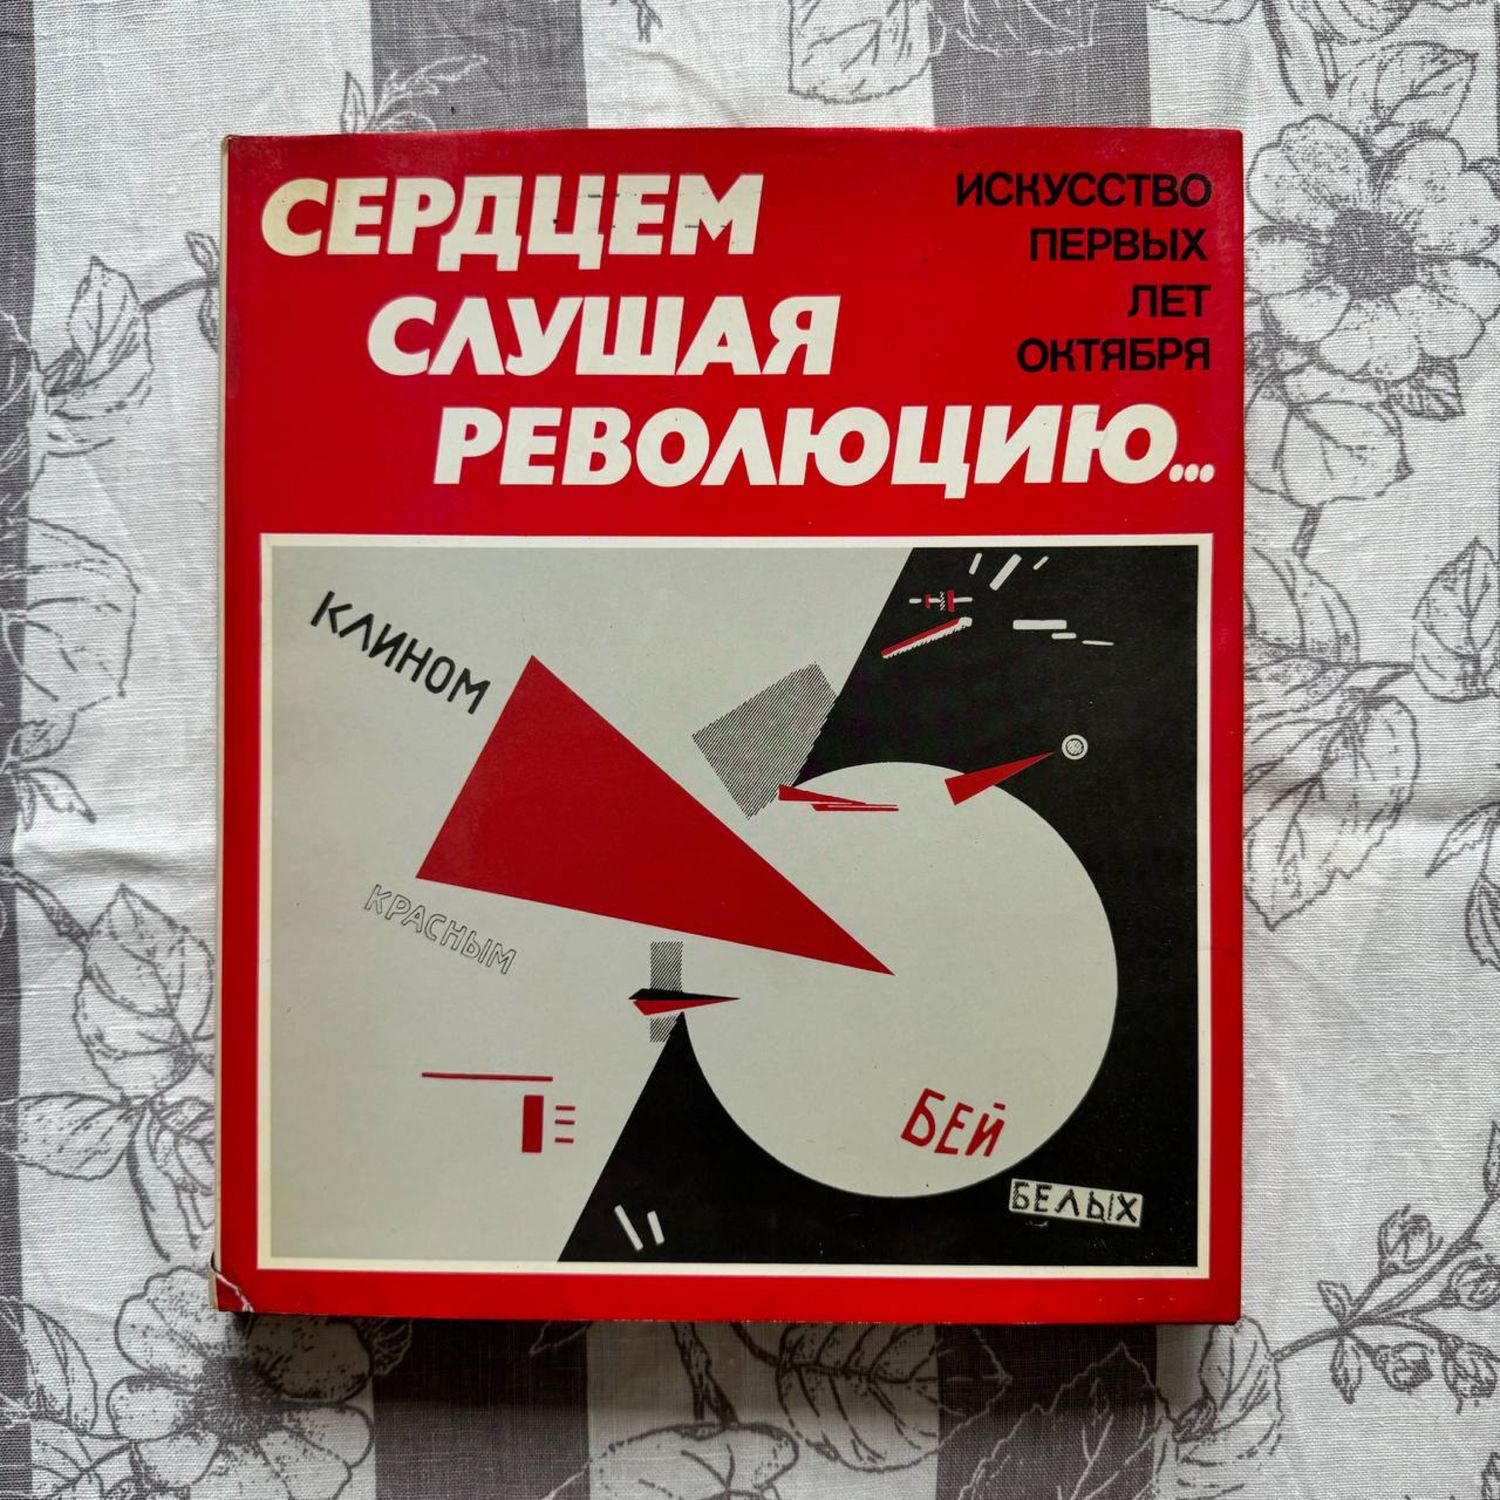 СЕРДЦЕМ
СЛУШАЯ
РЕВОЛЮЦИЮ...
ИСКУССТВО
ПЕРВЫХ
ЛЕТ
ОКТЯБРЯ
КЛИНОМ
КРАСНЫМ
БЕЙ
БЕЛЫХ